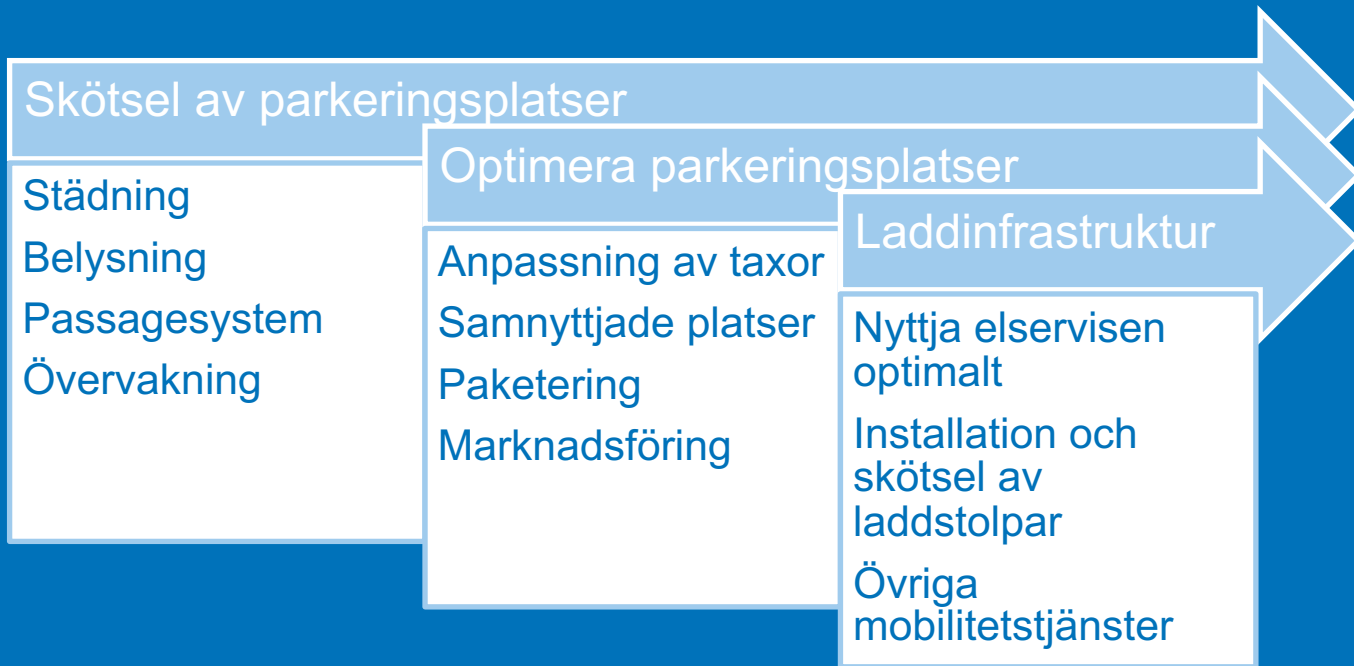 Skötsel av parkeringsplatser
Städning
Belysning
Passagesystem
Övervakning
Optimera parkeringsplatser
Anpassning av taxor
Samnyttjade platser
Paketering
Marknadsföring
Laddinfrastruktur
Nyttja elservisen
optimalt
Installation och
skötsel av
laddstolpar
Övriga
mobilitetstjänster